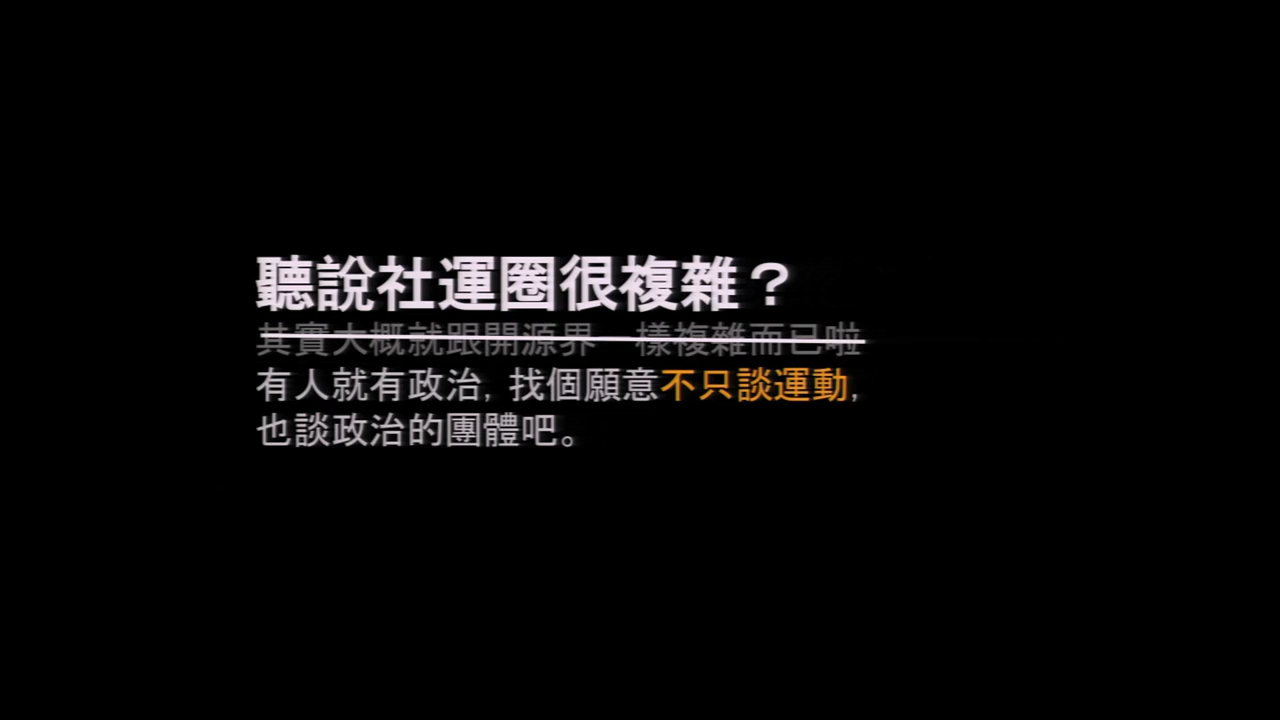 聽說社運圈很複雜？
其實大概就跟開源界一樣複雜而已啦
有人就有政治, 找個願意不只談運動,
也談政治的團體吧。